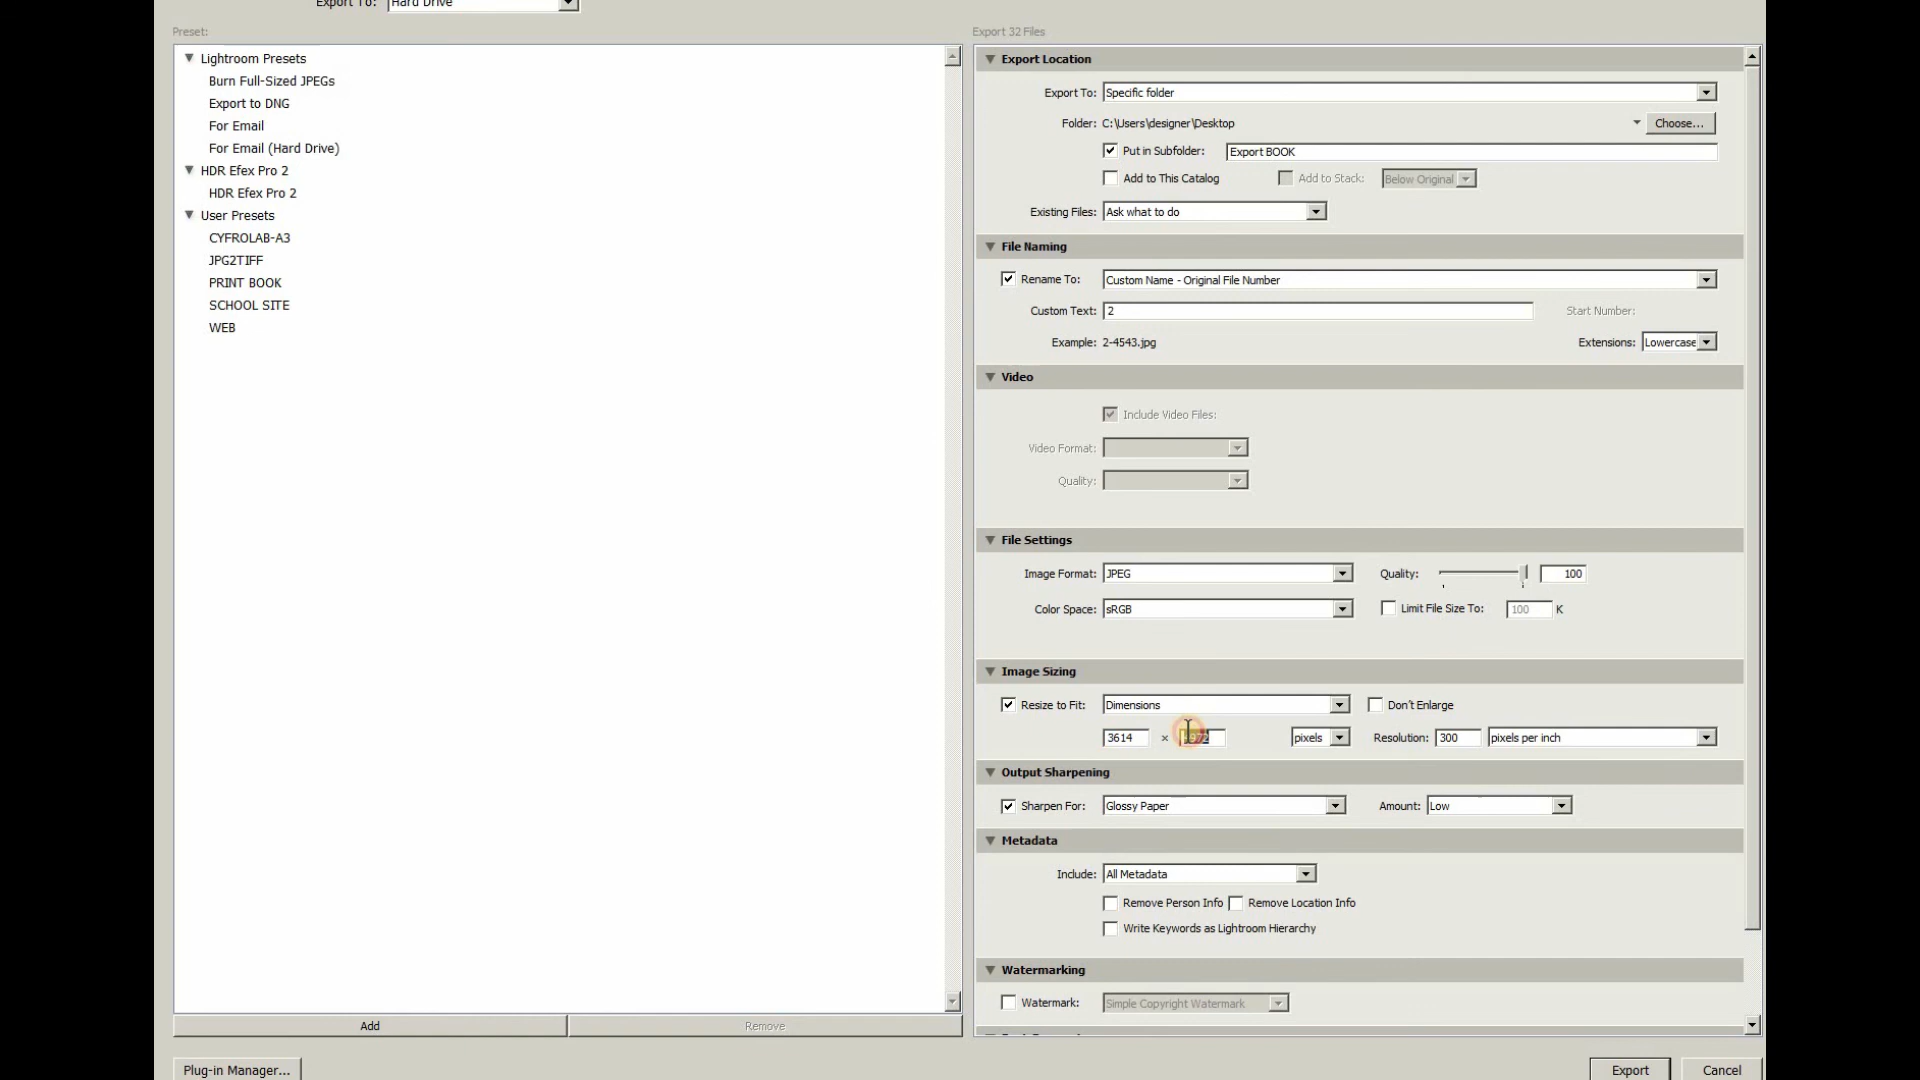 Export To: Hard Drive
Preset:
Export 32 Files
Lightroom Presets
Burn Full-Sized JPEGs
Export to DNG
For Email
For Email (Hard Drive)
HDR Efex Pro 2
HDR Efex Pro 2
User Presets
CYFROLAB-A3
JPG2TIFF
PRINT BOOK
SCHOOL SITE
WEB
Add
Remove
Plug-in Manager...
Export Location
Export To: Specific folder
Folder: C:\Users\designer\Desktop Choose...
Put in Subfolder: Export BOOK
Add to This Catalog Add to Stack: Below Original
Existing Files: Ask what to do
File Naming
Rename To: Custom Name - Original File Number
Custom Text: 2 Start Number:
Example: 2-4543.jpg Extensions: Lowercase
Video
Include Video Files:
Video Format:
Quality:
File Settings
Image Format: JPEG Quality: 100
Color Space: sRGB Limit File Size To: 100 K
Image Sizing
Resize to Fit: Dimensions Don't Enlarge
3614 × pixels Resolution: 300 pixels per inch
Output Sharpening
Sharpen For: Glossy Paper Amount: Low
Metadata
Include: All Metadata
Remove Person Info Remove Location Info
Write Keywords as Lightroom Hierarchy
Watermarking
Watermark: Simple Copyright Watermark
Export Cancel